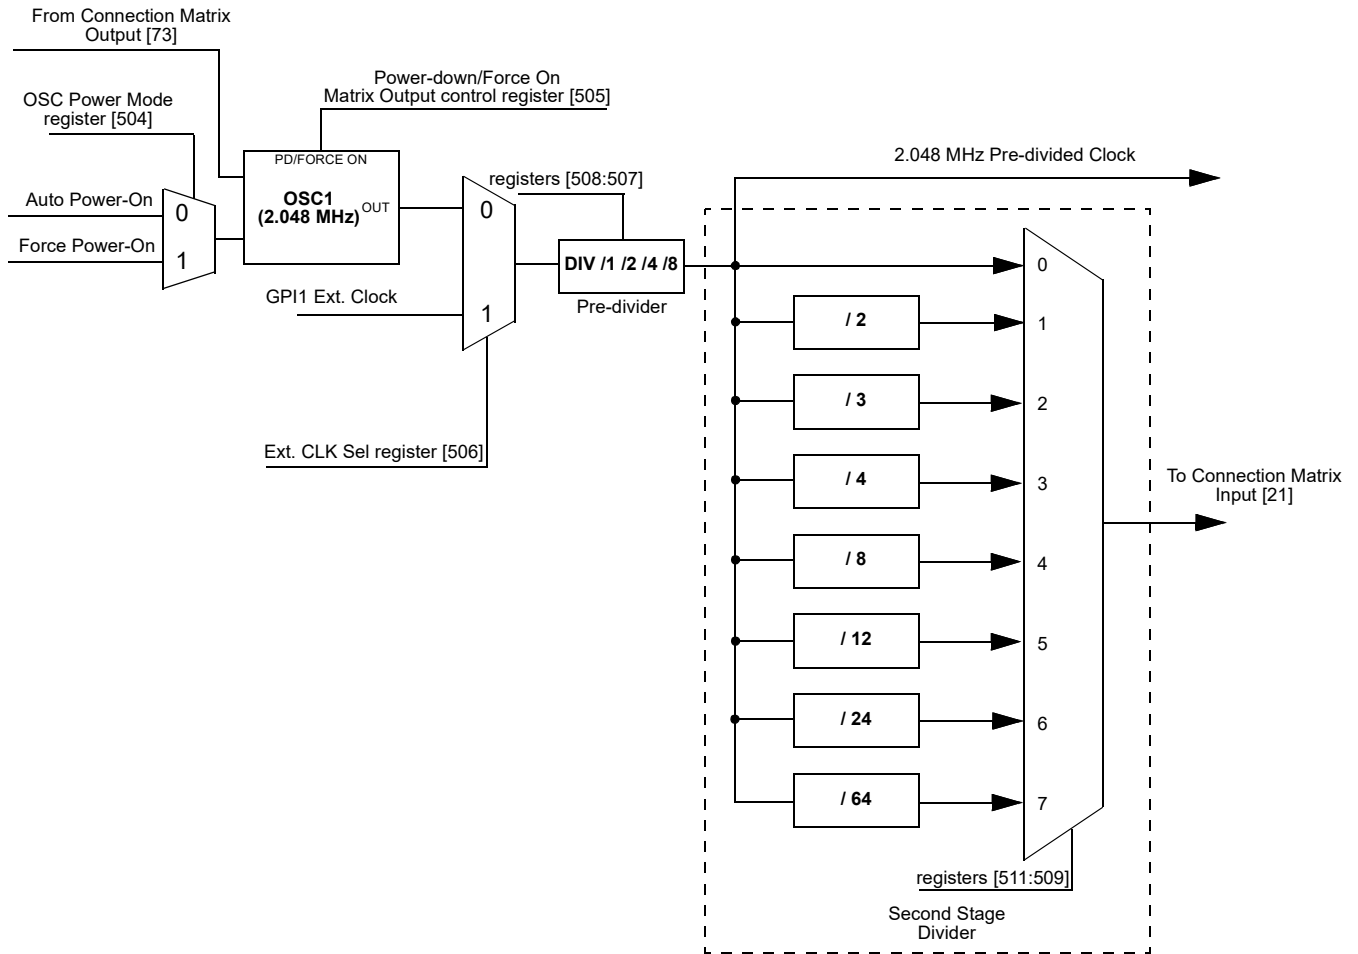 From Connection Matrix
Output [73]
Power-down/Force On
Matrix Output control register [505]
OSC Power Mode
register [504]
PD/FORCE ON
OSC1
(2.048 MHz)
OUT
Auto Power-On
0
Force Power-On
1
GPI1 Ext. Clock
0
1
Ext. CLK Sel register [506]
registers [508:507]
DIV /1 /2 /4 /8
Pre-divider
2.048 MHz Pre-divided Clock
0
/ 2
1
/ 3
2
/ 4
3
/ 8
4
/ 12
5
/ 24
6
/ 64
7
To Connection Matrix
Input [21]
registers [511:509]
Second Stage
Divider